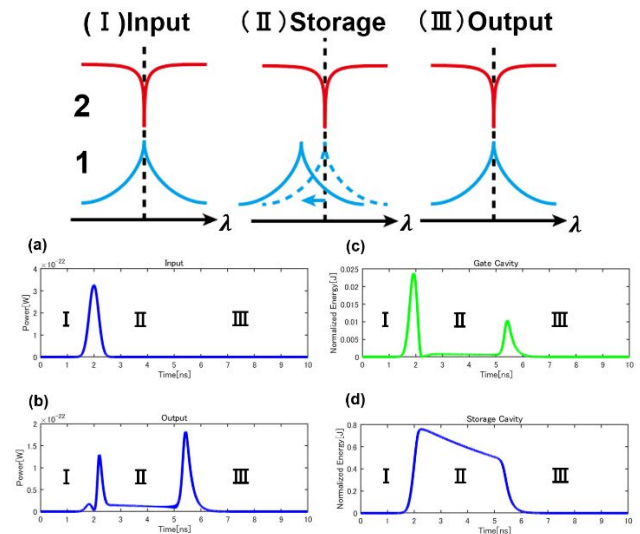 (Ⅰ)Input
(Ⅱ)Storage
(Ⅲ)Output
2
1
λ
λ
λ
(a)
Input
×10⁻²²
Power[W]
4
3
2
1
0
Ⅰ
Ⅱ
Ⅲ
0 1 2 3 4 5 6 7 8 9 10
Time[ns]
(c)
Gate Cavity
Normalized Energy[J]
0.025
0.02
0.015
0.01
0.005
0
Ⅰ
Ⅱ
Ⅲ
0 1 2 3 4 5 6 7 8 9 10
Time[ns]
(b)
Output
×10⁻²²
Power[W]
2
1.5
1
0.5
0
Ⅰ
Ⅱ
Ⅲ
0 1 2 3 4 5 6 7 8 9 10
Time[ns]
(d)
Storage Cavity
Normalized Energy[J]
0.8
0.6
0.4
0.2
0
Ⅰ
Ⅱ
Ⅲ
0 1 2 3 4 5 6 7 8 9 10
Time[ns]